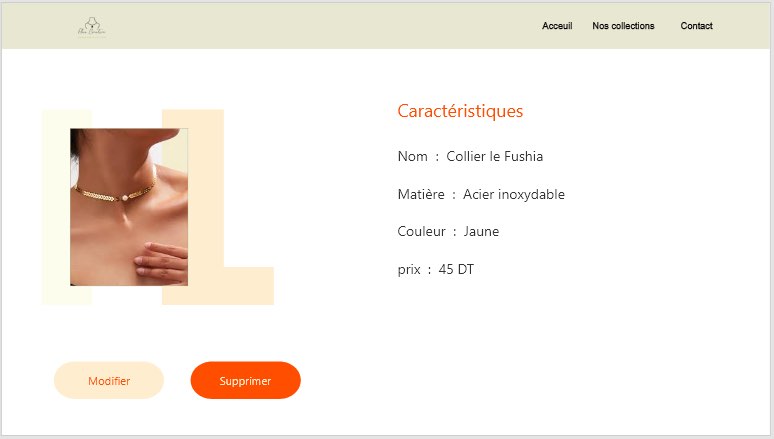 Acceuil Nos collections Contact
Caractéristiques
Nom : Collier le Fushia
Matière : Acier inoxydable
Couleur : Jaune
prix : 45 DT
Modifier Supprimer